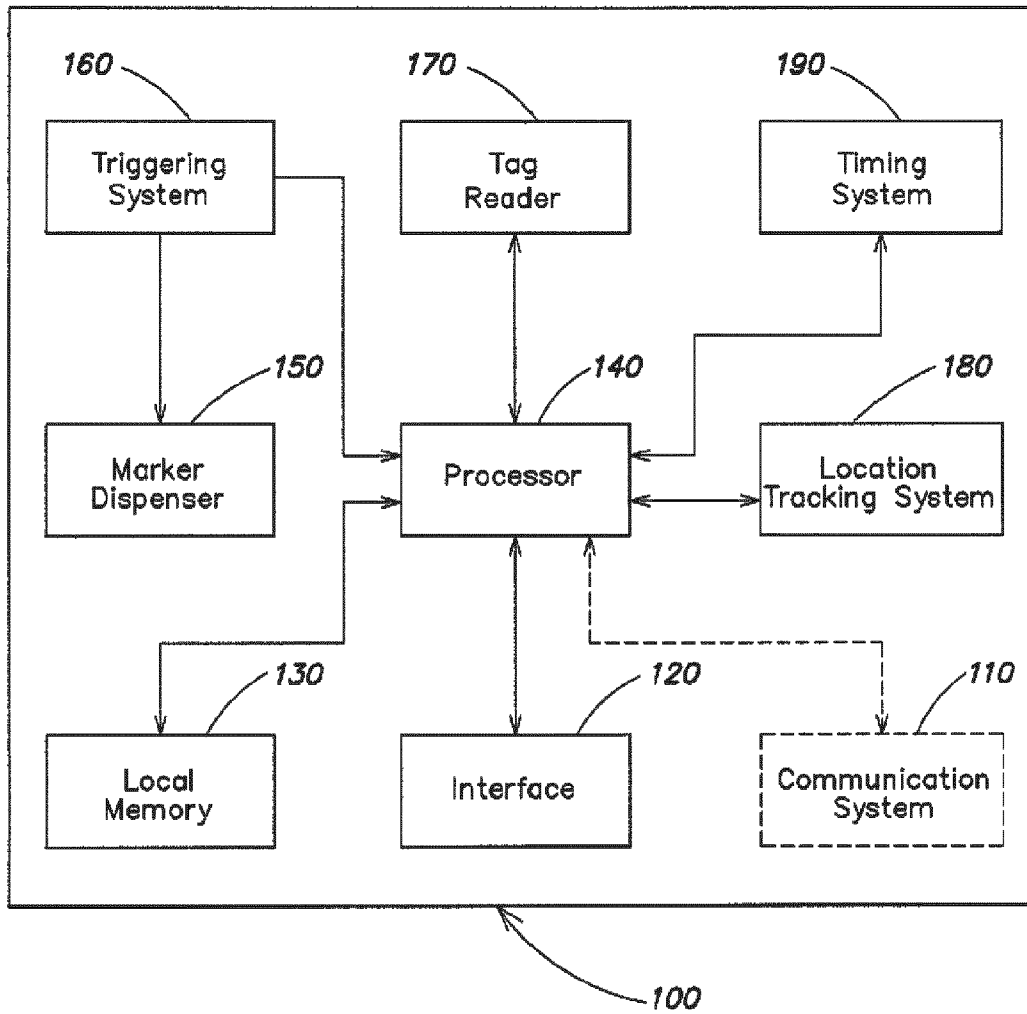 160
170
190
Triggering
System
Tag
Reader
Timing
System
150
140
180
Marker
Dispenser
Processor
Location
Tracking System
130
120
110
Local
Memory
Interface
Communication
System
100